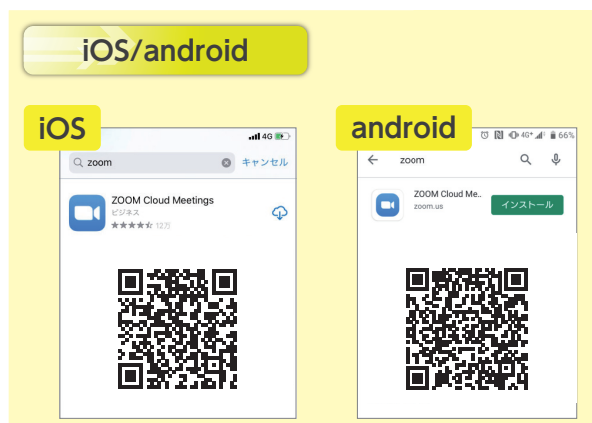 iOS/android
iOS
4G
zoom
キャンセル
ZOOM Cloud Meetings
ビジネス
★★★★☆ 12万
android
4G+ 66%
zoom
ZOOM Cloud Me..
zoom.us
インストール